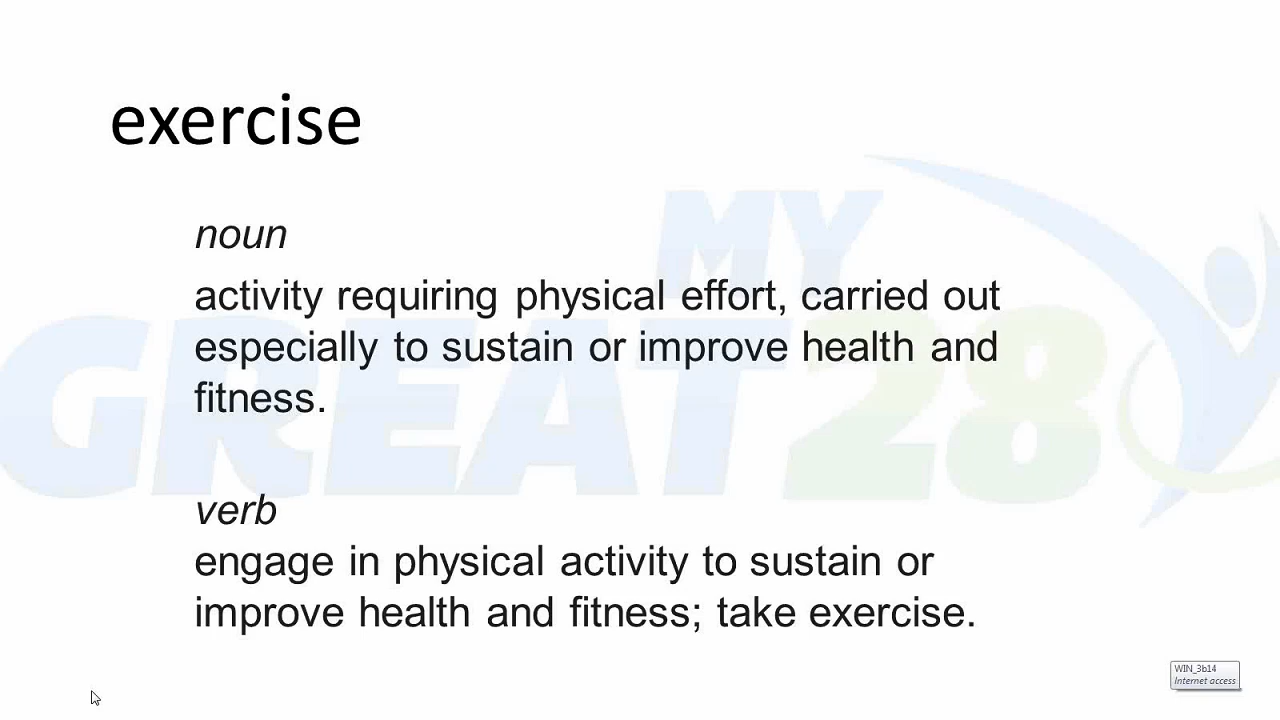 exercise
MY
GREAT28
noun
activity requiring physical effort, carried out
especially to sustain or improve health and
fitness.
verb
engage in physical activity to sustain or
improve health and fitness; take exercise.
WIN_3b14
Internet access